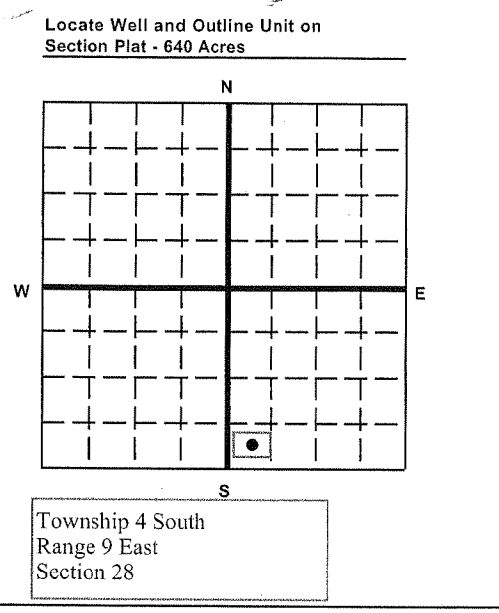 Locate Well and Outline Unit on
Section Plat - 640 Acres
N
W
E
S
Township 4 South
Range 9 East
Section 28